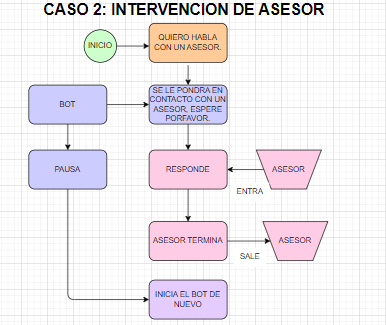 CASO 2: INTERVENCION DE ASESOR
INICIO
QUIERO HABLA
CON UN ASESOR.
BOT
SE LE PONDRA EN
CONTACTO CON UN
ASESOR, ESPERE
PORFAVOR.
PAUSA
RESPONDE
ASESOR
ENTRA
ASESOR TERMINA
ASESOR
SALE
INICIA EL BOT DE
NUEVO